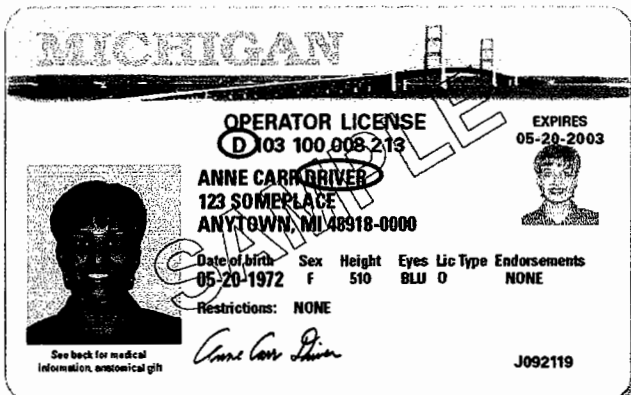 MICHIGAN
OPERATOR LICENSE
D 103 100 008 213
EXPIRES
05-20-2003
ANNE CARR DRIVER
123 SOMEPLACE
ANYTOWN, MI 48918-0000
Date of birth Sex Height Eyes Lic Type Endorsements
05-20-1972 F 510 BLU O NONE
Restrictions: NONE
SAMPLE
See back for medical
information, anatomical gift
Anne Carr Driver
J092119